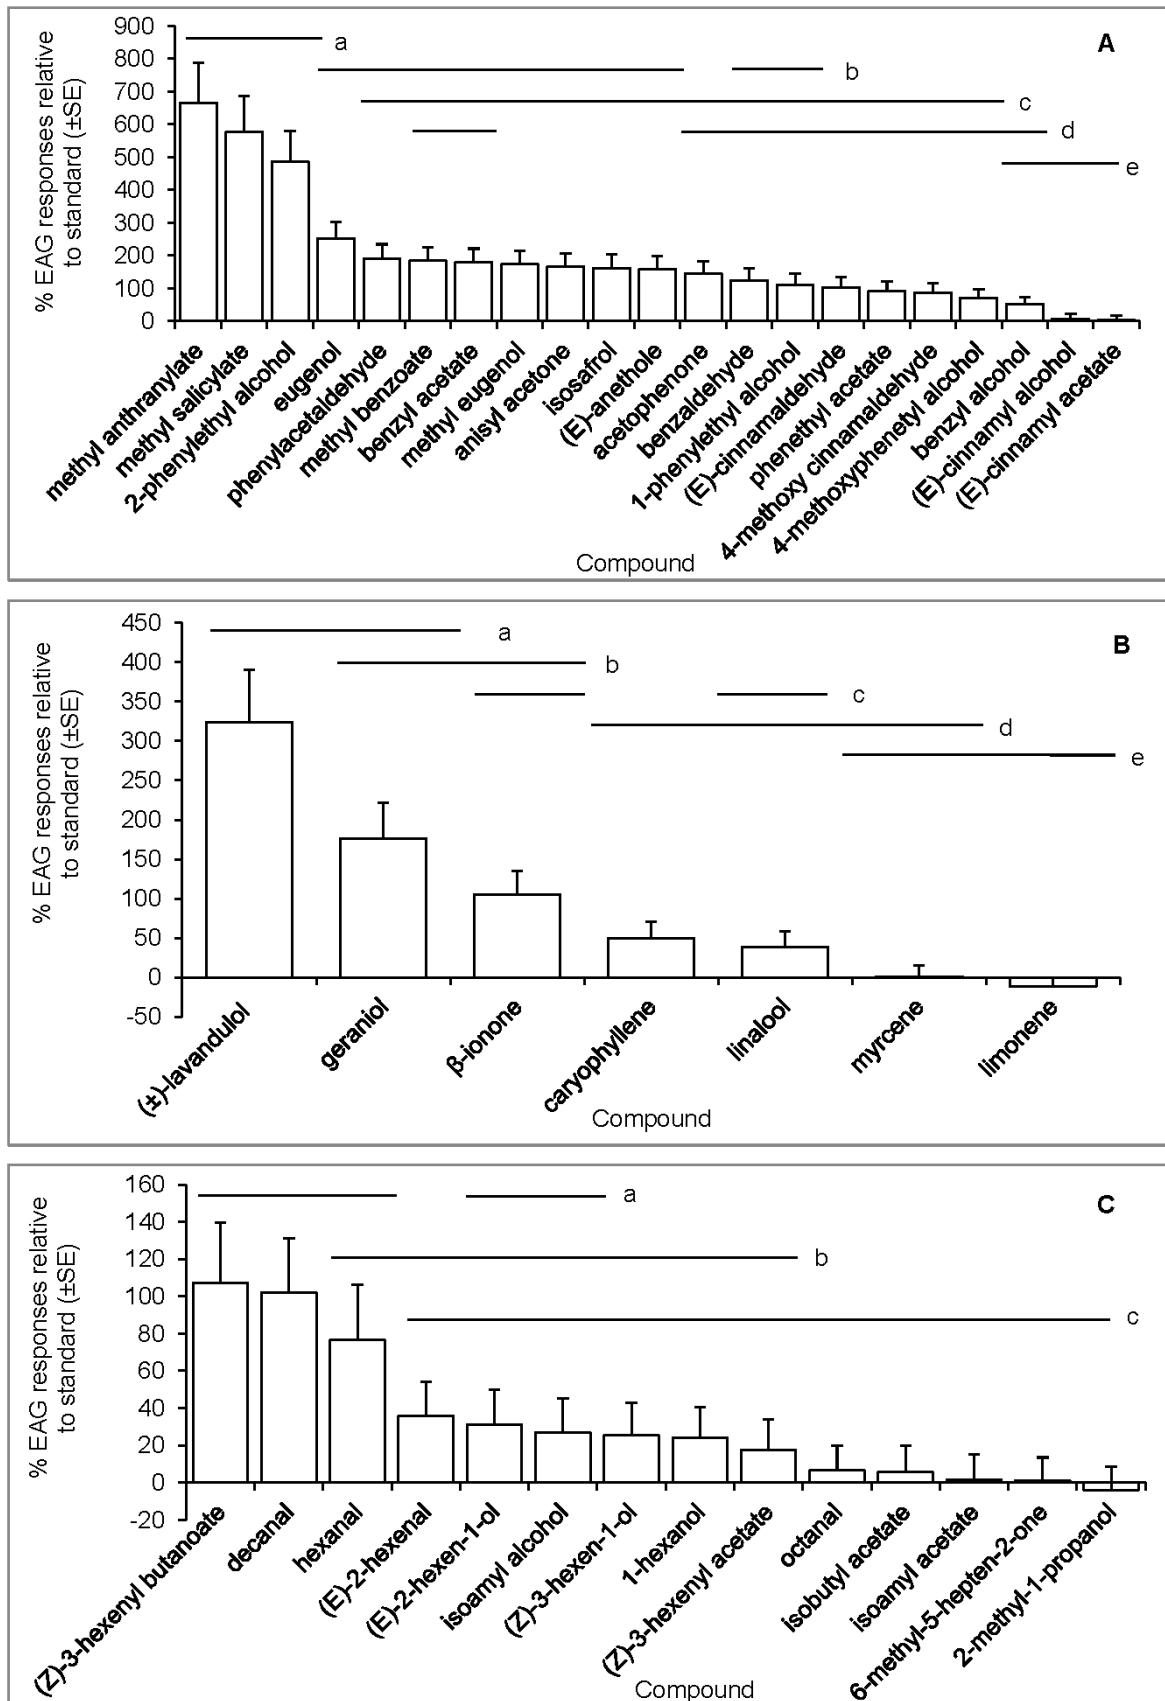 % EAG responses relative
to standard (±SE)
900
800
700
600
500
400
300
200
100
0
a
b
c
d
e
A
methyl anthranylate
methyl salicylate
2-phenylethyl alcohol
eugenol
phenylacetaldehyde
methyl benzoate
benzyl acetate
methyl eugenol
anisyl acetone
isosafrol
(E)-anethole
acetophenone
benzaldehyde
1-phenylethyl alcohol
(E)-cinnamaldehyde
phenethyl acetate
4-methoxy cinnamaldehyde
4-methoxyphenetyl alcohol
benzyl alcohol
(E)-cinnamyl alcohol
(E)-cinnamyl acetate
Compound
% EAG responses relative
to standard (±SE)
450
400
350
300
250
200
150
100
50
0
-50
a
b
c
d
e
B
(±)-lavandulol
geraniol
β-ionone
caryophyllene
linalool
myrcene
limonene
Compound
% EAG responses relative
to standard (±SE)
160
140
120
100
80
60
40
20
0
-20
a
b
c
C
(Z)-3-hexenyl butanoate
decanal
hexanal
(E)-2-hexenal
(E)-2-hexen-1-ol
isoamyl alcohol
(Z)-3-hexen-1-ol
1-hexanol
(Z)-3-hexenyl acetate
octanal
isobutyl acetate
isoamyl acetate
6-methyl-5-hepten-2-one
2-methyl-1-propanol
Compound